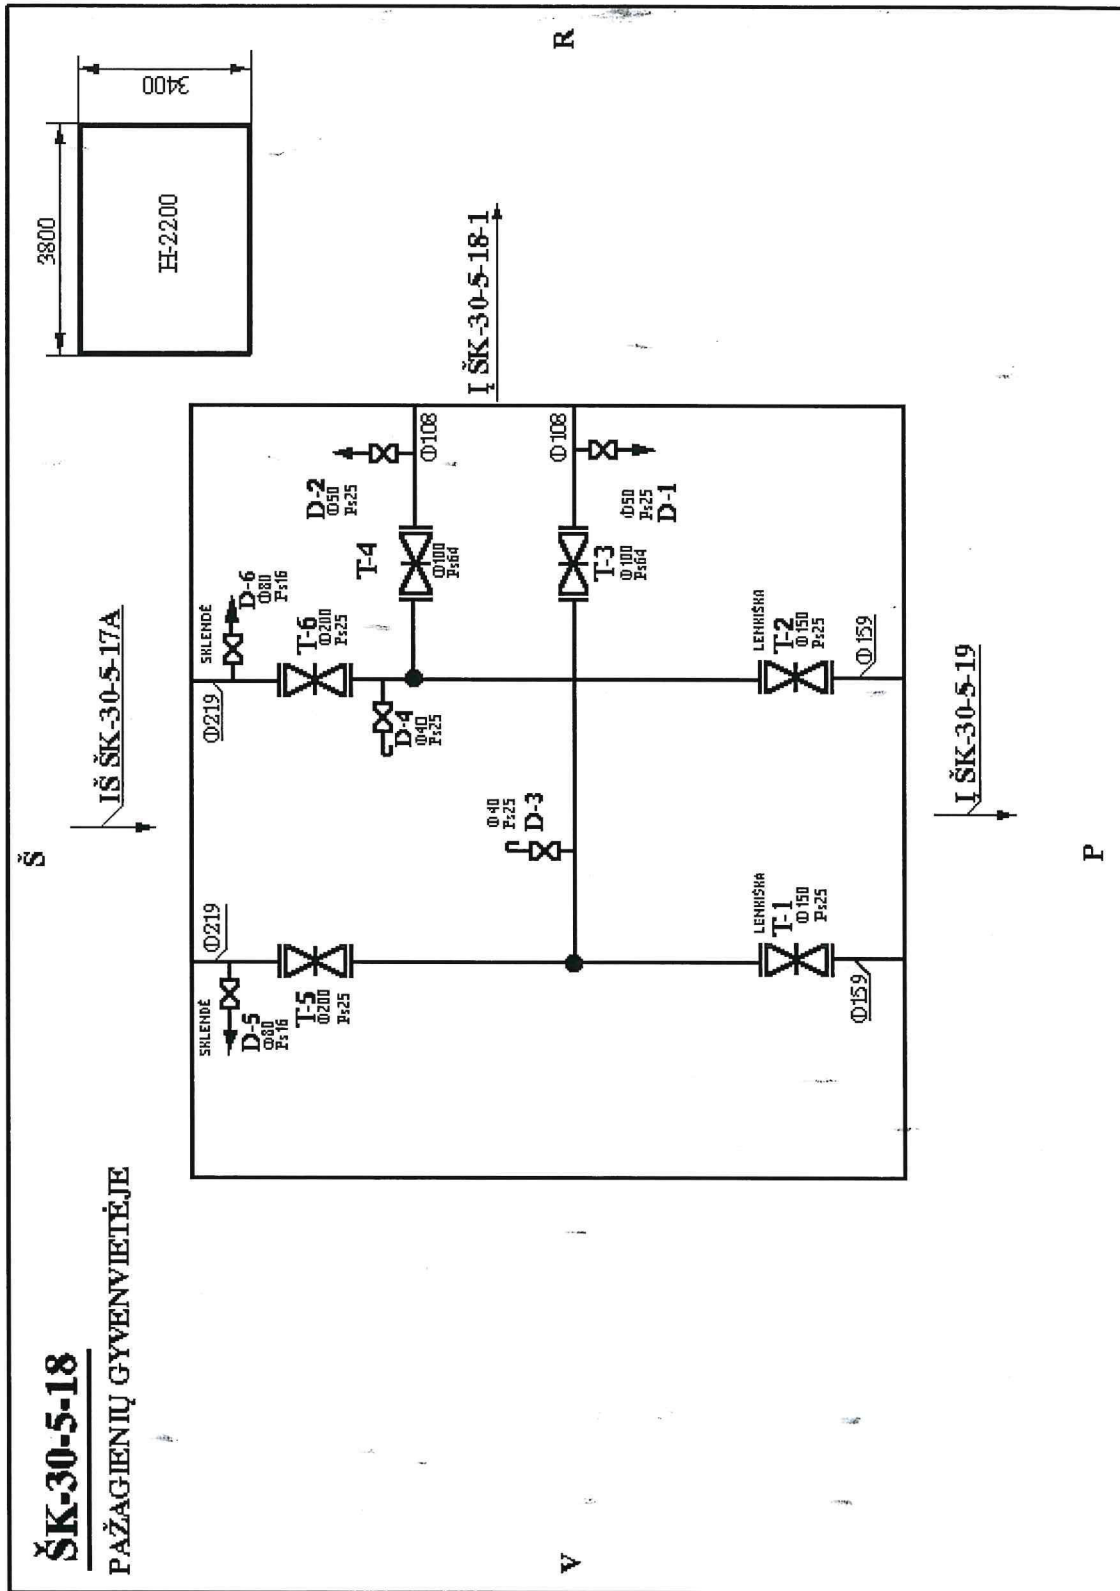 ŠK-30-5-18
PAŽAGIENIŲ GYVENVIETĖJE
Š
IŠ ŠK-30-5-17A
3800
3400
H-2200
SKLENDĖ
D-5
Φ80
Ps16
Φ219
T-5
Φ200
Ps25
Φ219
SKLENDĖ
D-6
Φ80
Ps16
T-6
Φ200
Ps25
D-4
Φ40
Ps25
T-4
Φ100
Ps64
D-2
Φ50
Ps25
Φ108
Į ŠK-30-5-18-1
Φ40
Ps25
D-3
T-3
Φ100
Ps64
Φ50
Ps25
D-1
Φ108
LENKIŠKA
T-1
Φ150
Ps25
Φ159
LENKIŠKA
T-2
Φ150
Ps25
Φ159
Į ŠK-30-5-19
V
R
P